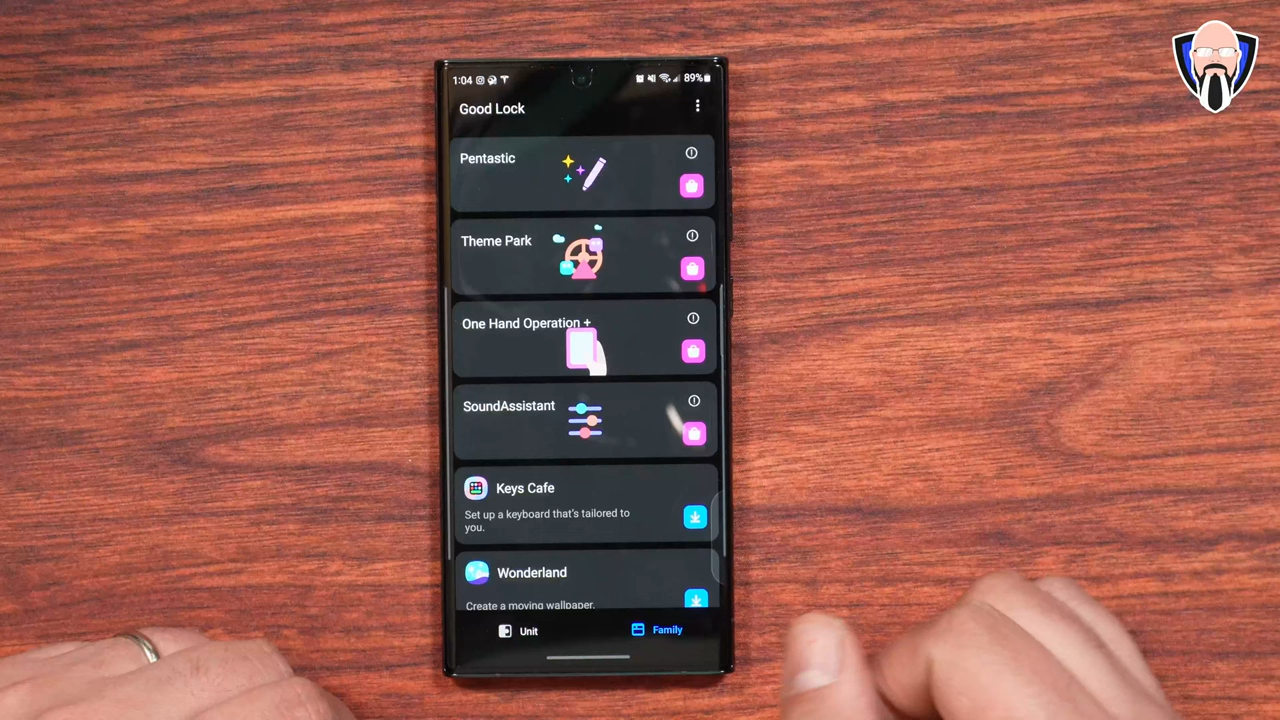 1:04
89%
Good Lock
Pentastic
Theme Park
One Hand Operation +
SoundAssistant
Keys Cafe
Set up a keyboard that's tailored to
you.
Wonderland
Create a moving wallpaper.
Unit
Family